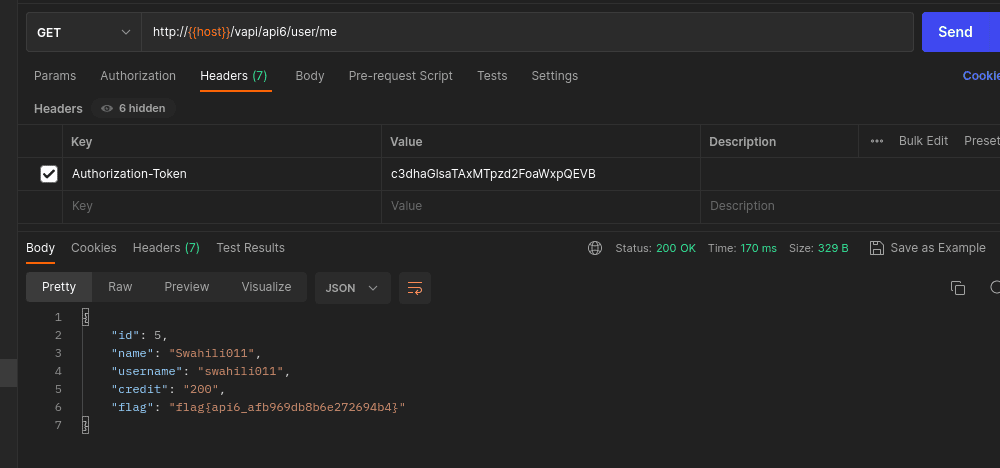 GET http://{{host}}/vapi/api6/user/me Send
Params Authorization Headers (7) Body Pre-request Script Tests Settings Cookie
Headers 6 hidden
Key Value Description ••• Bulk Edit Preset
Authorization-Token c3dhaGlsaTAxMTpzd2FoaWxpQEVB
Key Value Description
Body Cookies Headers (7) Test Results Status: 200 OK Time: 170 ms Size: 329 B Save as Example
Pretty Raw Preview Visualize JSON
1 {
2 "id": 5,
3 "name": "Swahili011",
4 "username": "swahili011",
5 "credit": "200",
6 "flag": "flag{api6_afb969db8b6e272694b4}"
7 }